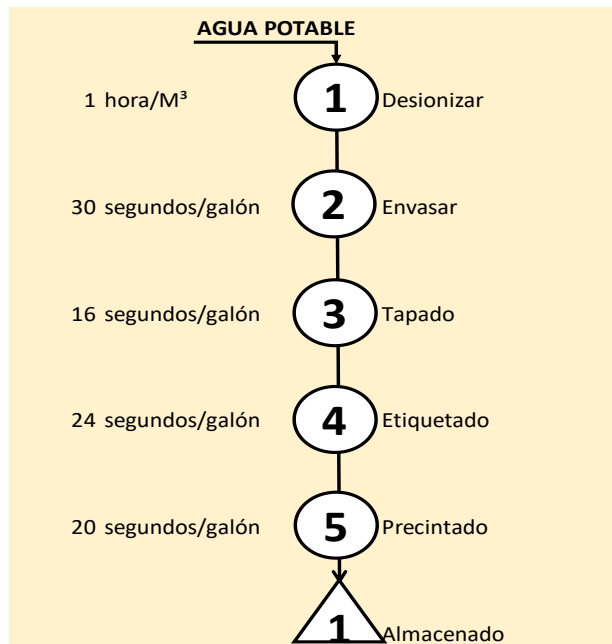 AGUA POTABLE
1 hora/M³ 1 Desionizar
30 segundos/galón 2 Envasar
16 segundos/galón 3 Tapado
24 segundos/galón 4 Etiquetado
20 segundos/galón 5 Precintado
1 Almacenado